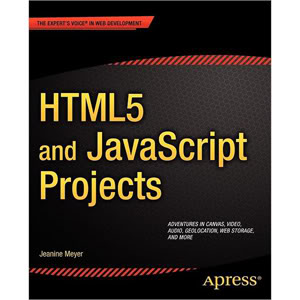 THE EXPERT'S VOICE® IN WEB DEVELOPMENT
HTML5
and JavaScript
Projects
ADVENTURES IN CANVAS, VIDEO,
AUDIO, GEOLOCATION, WEB STORAGE,
AND MORE
Jeanine Meyer
Apress®